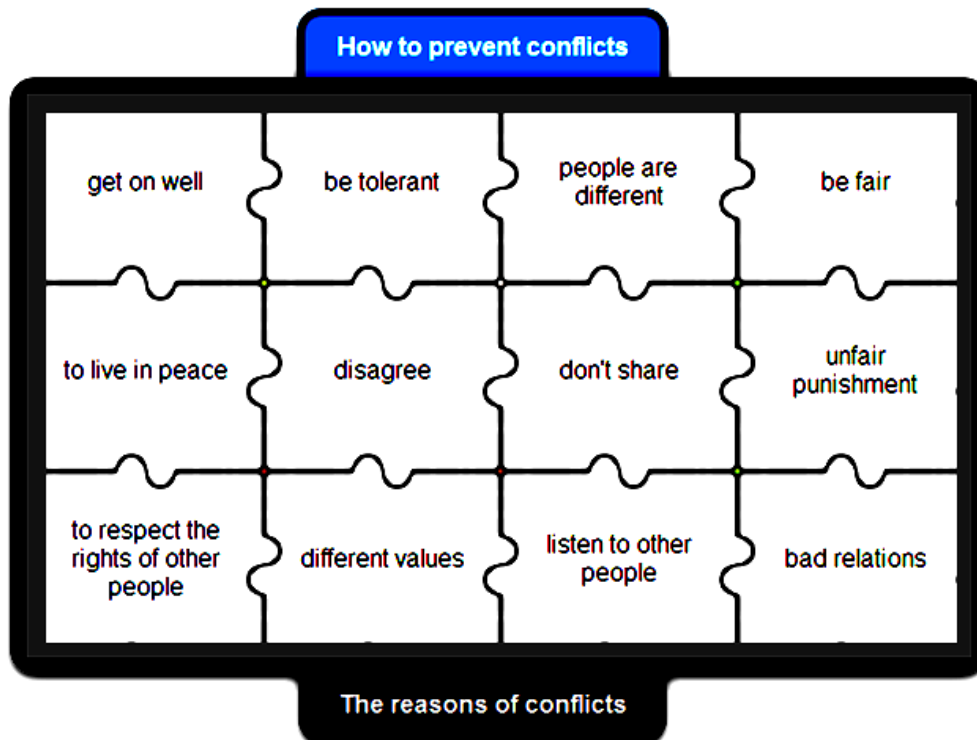 How to prevent conflicts
get on well
be tolerant
people are
different
be fair
to live in peace
disagree
don't share
unfair
punishment
to respect the
rights of other
people
different values
listen to other
people
bad relations
The reasons of conflicts